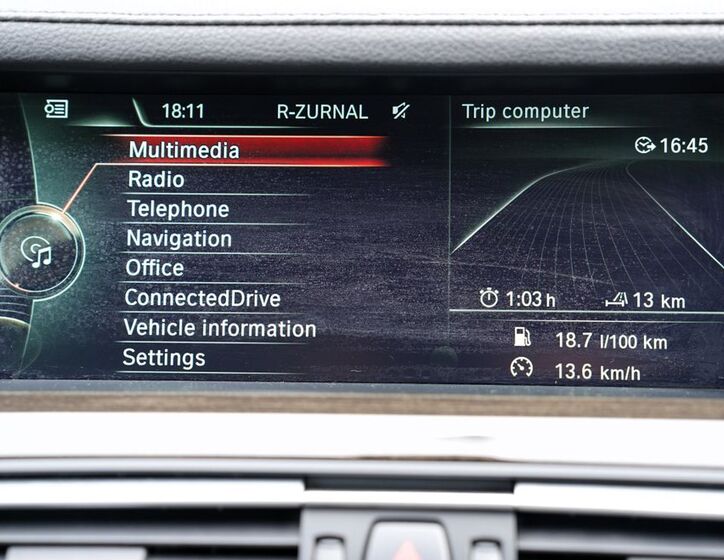 18:11 R-ZURNAL
Multimedia
Radio
Telephone
Navigation
Office
ConnectedDrive
Vehicle information
Settings
Trip computer
16:45
1:03 h 13 km
18.7 l/100 km
13.6 km/h